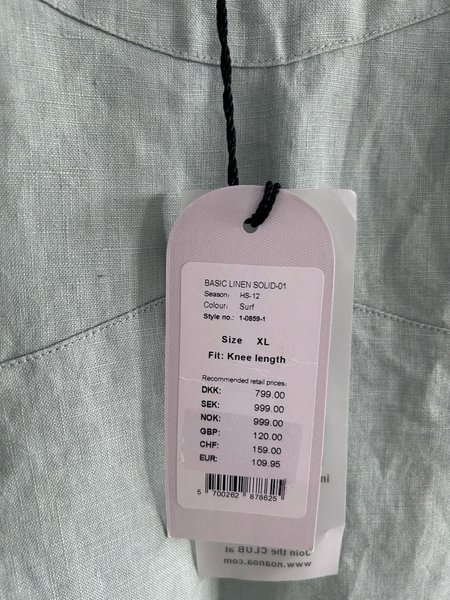 BASIC LINEN SOLID-01
Season: HS-12
Colour: Surf
Style no.: 1-0859-1
Size XL
Fit: Knee length
Recommended retail prices:
DKK: 799.00
SEK: 999.00
NOK: 999.00
GBP: 120.00
CHF: 159.00
EUR: 109.95
5 700262 878625
Join the CLUB at
www.noanoa.com